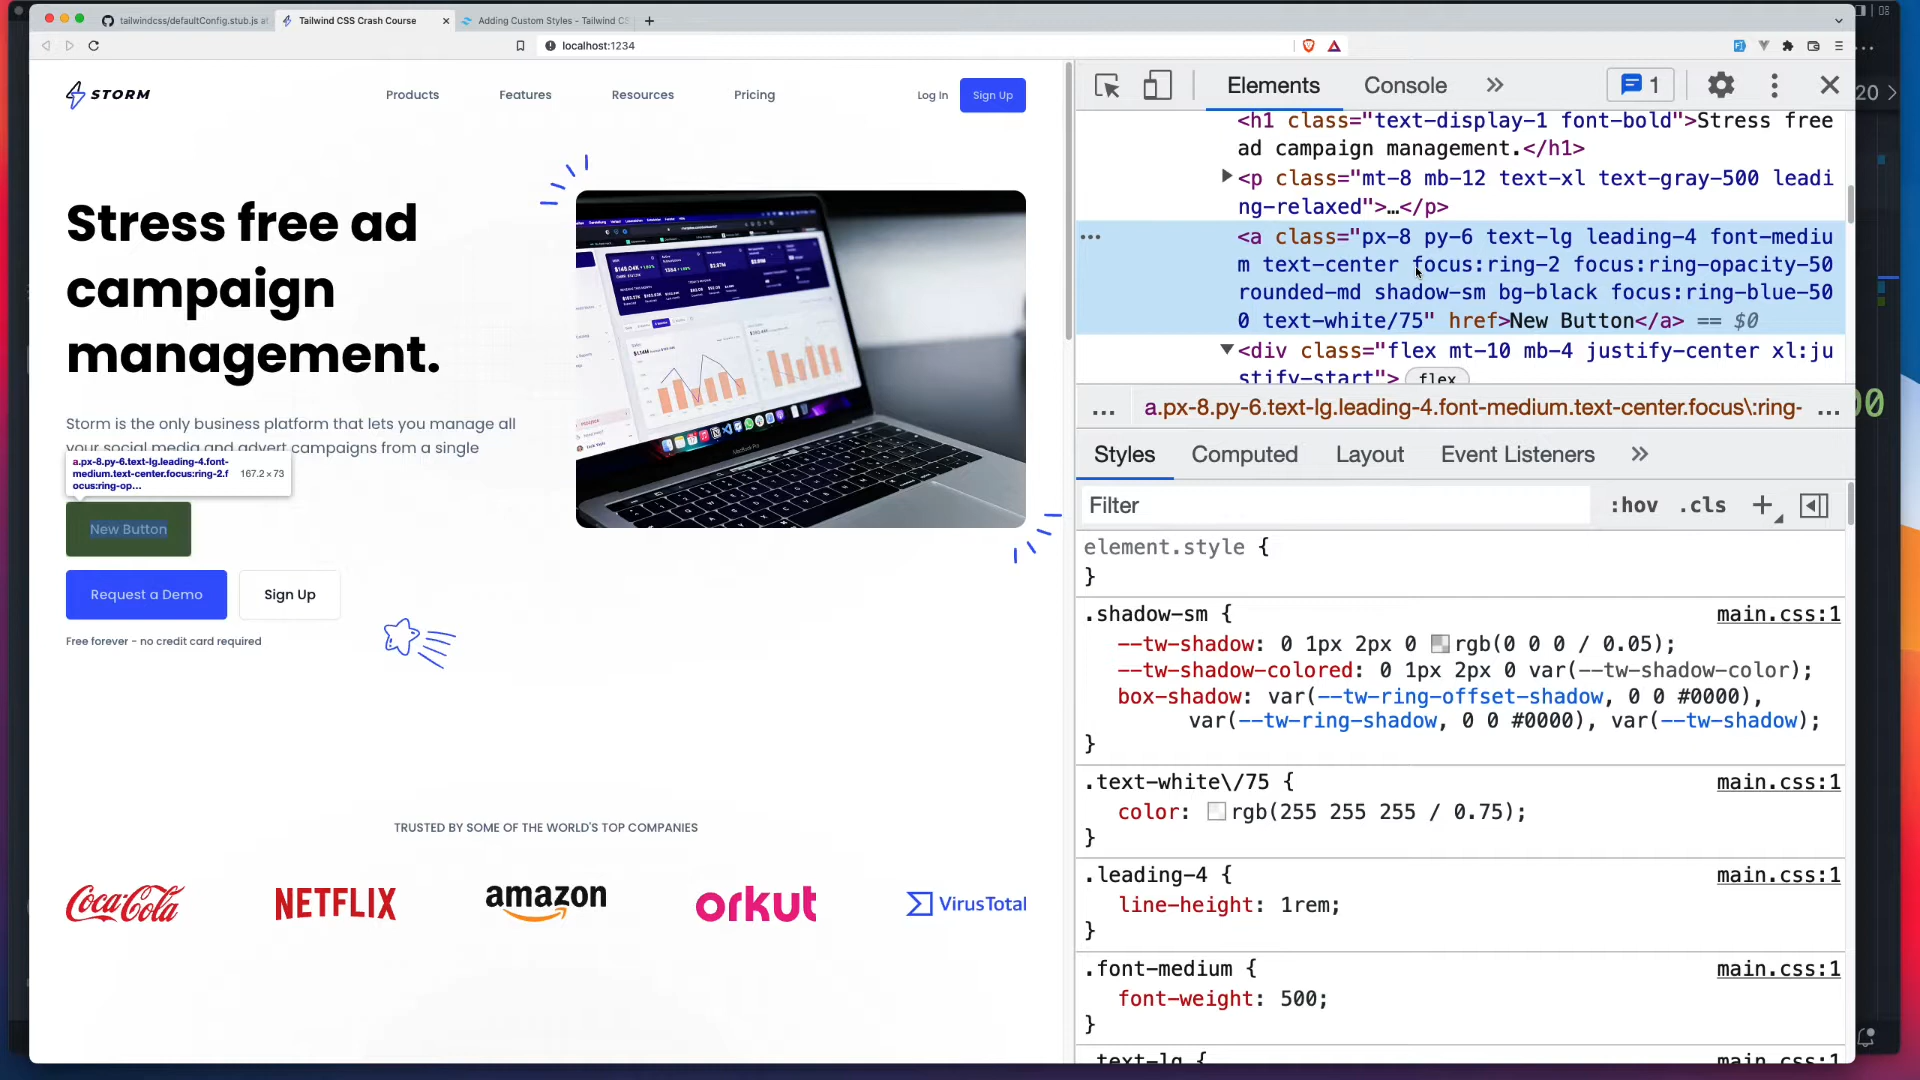 tailwindcss/defaultConfig.stub.js at
Tailwind CSS Crash Course
Adding Custom Styles - Tailwind CS
localhost:1234
STORM
Products
Features
Resources
Pricing
Log In
Sign Up
Stress free ad
campaign
management.
Storm is the only business platform that lets you manage all
your social media and advert campaigns from a single
a.px-8.py-6.text-lg.leading-4.font-
medium.text-center.focus:ring-2.f
ocus:ring-op...
167.2 × 73
New Button
Request a Demo
Sign Up
Free forever - no credit card required
TRUSTED BY SOME OF THE WORLD'S TOP COMPANIES
Coca-Cola
NETFLIX
amazon
orkut
VirusTotal
Elements
Console
1
<h1 class="text-display-1 font-bold">Stress free
ad campaign management.</h1>
<p class="mt-8 mb-12 text-xl text-gray-500 leadi
ng-relaxed">…</p>
<a class="px-8 py-6 text-lg leading-4 font-mediu
m text-center focus:ring-2 focus:ring-opacity-50
rounded-md shadow-sm bg-black focus:ring-blue-50
0 text-white/75" href>New Button</a> == $0
<div class="flex mt-10 mb-4 justify-center xl:ju
stify-start"> flex
... a.px-8.py-6.text-lg.leading-4.font-medium.text-center.focus\:ring- ...
Styles
Computed
Layout
Event Listeners
Filter
:hov
.cls
element.style {
}
.shadow-sm {
main.css:1
--tw-shadow: 0 1px 2px 0 rgb(0 0 0 / 0.05);
--tw-shadow-colored: 0 1px 2px 0 var(--tw-shadow-color);
box-shadow: var(--tw-ring-offset-shadow, 0 0 #0000),
var(--tw-ring-shadow, 0 0 #0000), var(--tw-shadow);
}
.text-white\/75 {
main.css:1
color: rgb(255 255 255 / 0.75);
}
.leading-4 {
main.css:1
line-height: 1rem;
}
.font-medium {
main.css:1
font-weight: 500;
}
.text-lg {
main.css:1
20
00